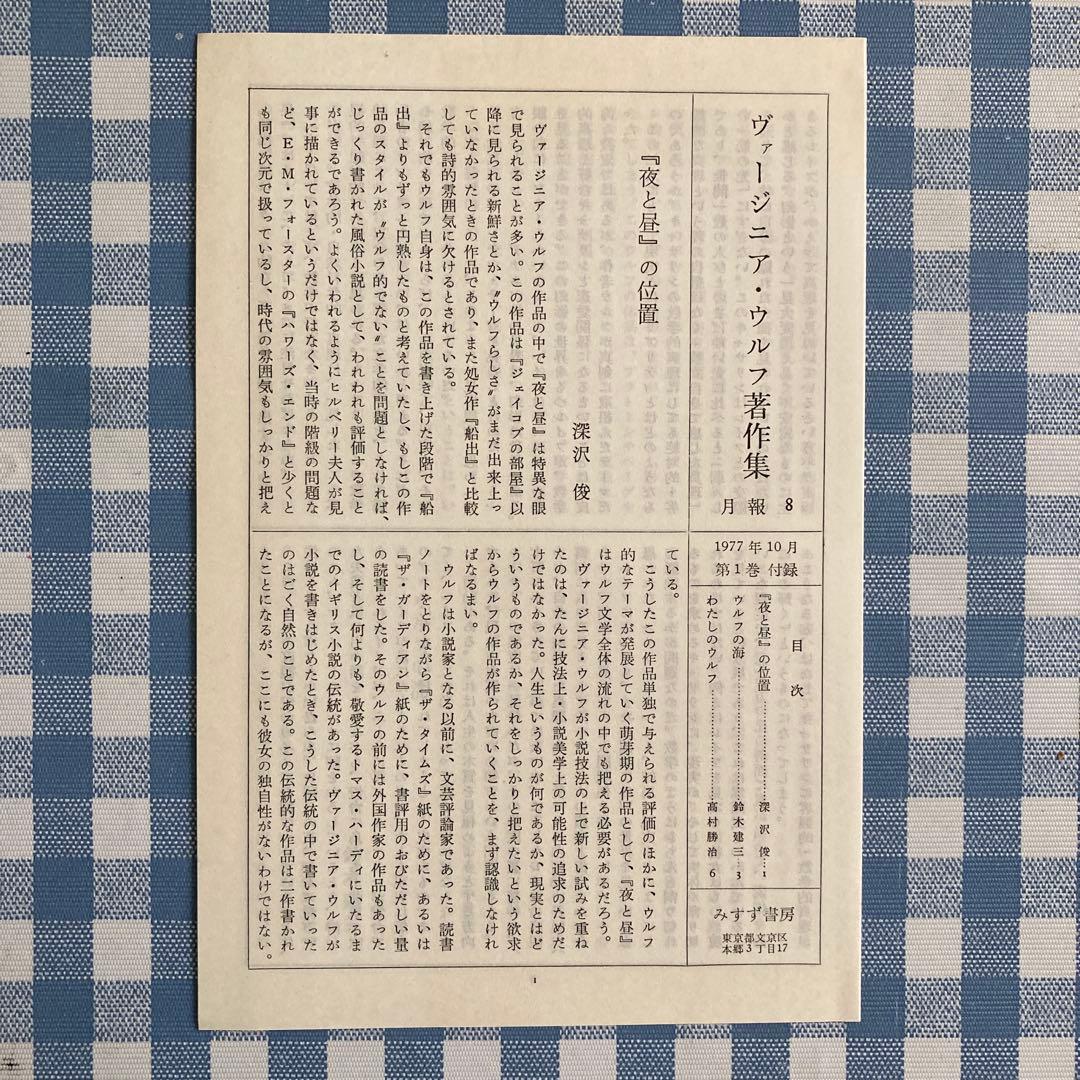 ヴァージニア・ウルフ著作集
月報 8
1977年10月
第1巻 付録
目次
『夜と昼』の位置…………深沢 俊…1
ウルフの海…………鈴木建三…3
わたしのウルフ…………高村勝治 6
みすず書房
東京都文京区
本郷3丁目17
『夜と昼』の位置
深沢 俊
ヴァージニア・ウルフの作品の中で『夜と昼』は特異な眼
で見られることが多い。この作品は『ジェイコブの部屋』以
降に見られる新鮮さとか、〝ウルフらしさ〟がまだ出来上っ
ていなかったときの作品であり、また処女作『船出』と比較
しても詩的雰囲気に欠けるとされている。
それでもウルフ自身は、この作品を書き上げた段階で『船
出』よりもずっと円熟したものと考えていたし、もしこの作
品のスタイルが〝ウルフ的でない〟ことを問題としなければ、
じっくり書かれた風俗小説として、われわれも評価すること
ができるであろう。よくいわれるようにヒルベリー夫人が見
事に描かれているというだけではなく、当時の階級の問題な
ど、E・M・フォースターの『ハワーズ・エンド』と少くと
も同じ次元で扱っているし、時代の雰囲気もしっかりと把え
ている。
こうしたこの作品単独で与えられる評価のほかに、ウルフ
的なテーマが発展していく萌芽期の作品として、『夜と昼』
はウルフ文学全体の流れの中でも把える必要があるだろう。
ヴァージニア・ウルフが小説技法の上で新しい試みを重ね
たのは、たんに技法上・小説美学上の可能性の追求のためだ
けではなかった。人生というものが何であるか、現実とはど
ういうものであるか、それをしっかりと把えたいという欲求
からウルフの作品が作られていくことを、まず認識しなけれ
ばなるまい。
ウルフは小説家となる以前に、文芸評論家であった。読書
ノートをとりながら『ザ・タイムズ』紙のために、あるいは
『ザ・ガーディアン』紙のために、書評用のおびただしい量
の読書をした。そのウルフの前には外国作家の作品もあった
し、そして何よりも、敬愛するトマス・ハーディにいたるま
でのイギリス小説の伝統があった。ヴァージニア・ウルフが
小説を書きはじめたとき、こうした伝統の中で書いていった
のはごく自然のことである。この伝統的な作品は二作書かれ
たことになるが、ここにも彼女の独自性がないわけではない。
1